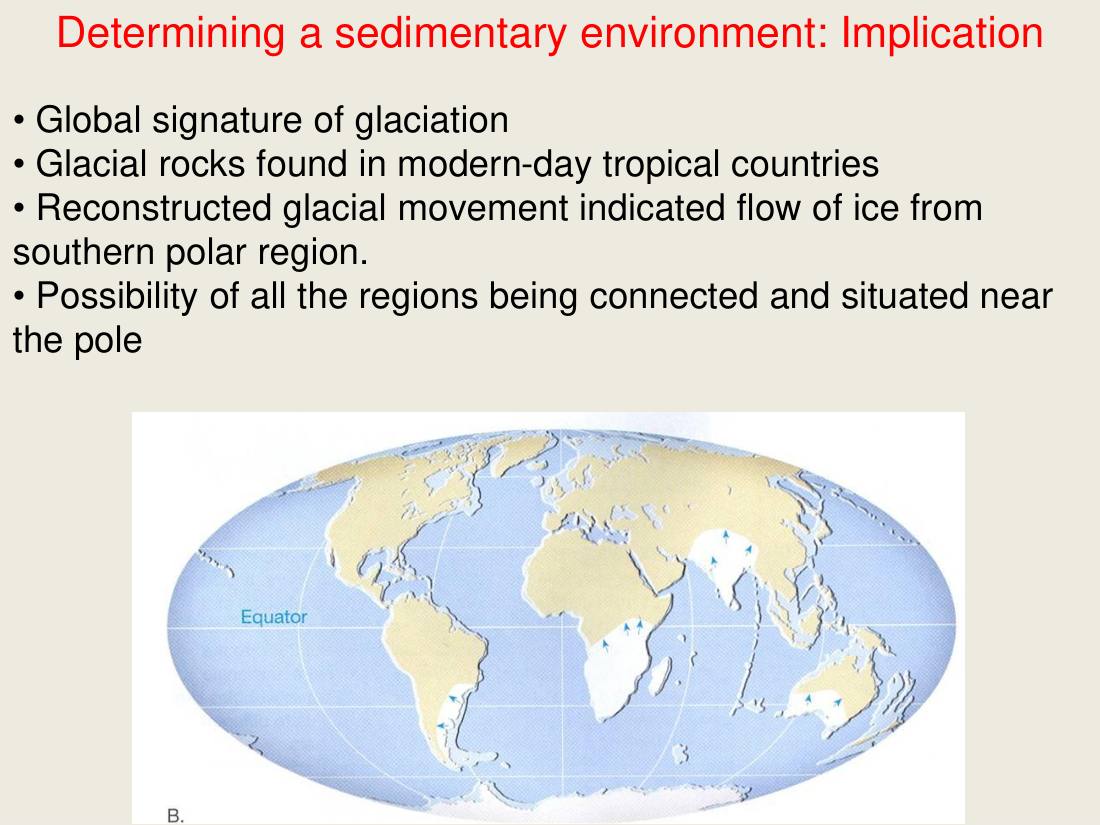 Determining a sedimentary environment: Implication
• Global signature of glaciation
• Glacial rocks found in modern-day tropical countries
• Reconstructed glacial movement indicated flow of ice from
southern polar region.
• Possibility of all the regions being connected and situated near
the pole
Equator
B.